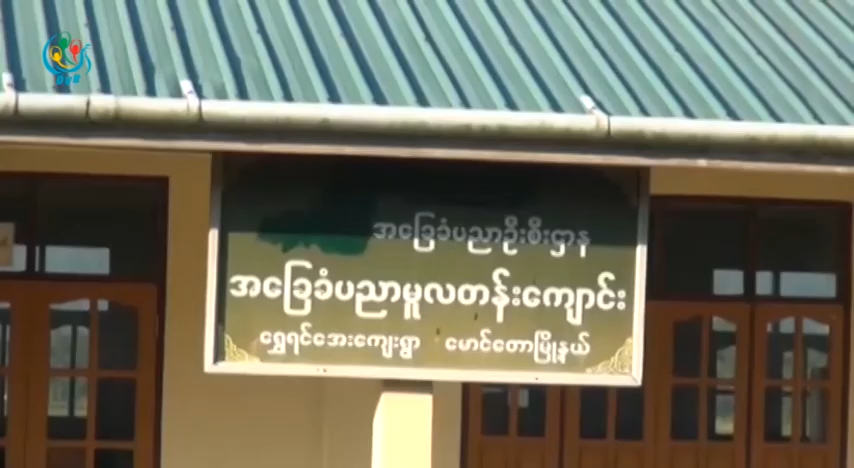 အခြေခံပညာဦးစီးဌာန
အခြေခံပညာမူလတန်းကျောင်း
ရွှေရင်အေးကျေးရွာ မောင်တောမြို့နယ်